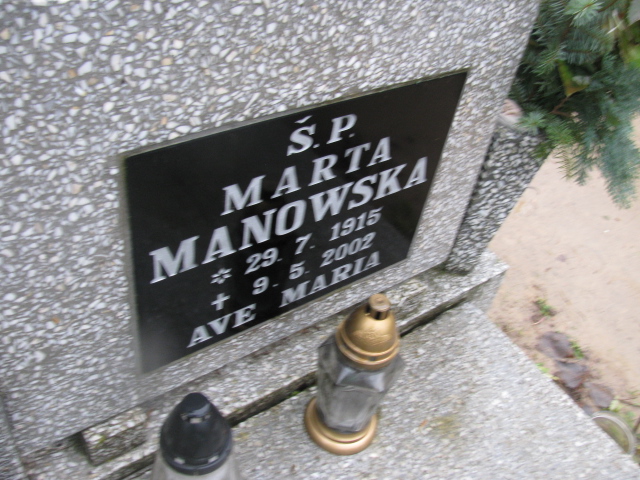 Ś.P.
MARTA
MANOWSKA
* 29. 7. 1915
+ 9. 5. 2002
AVE MARIA